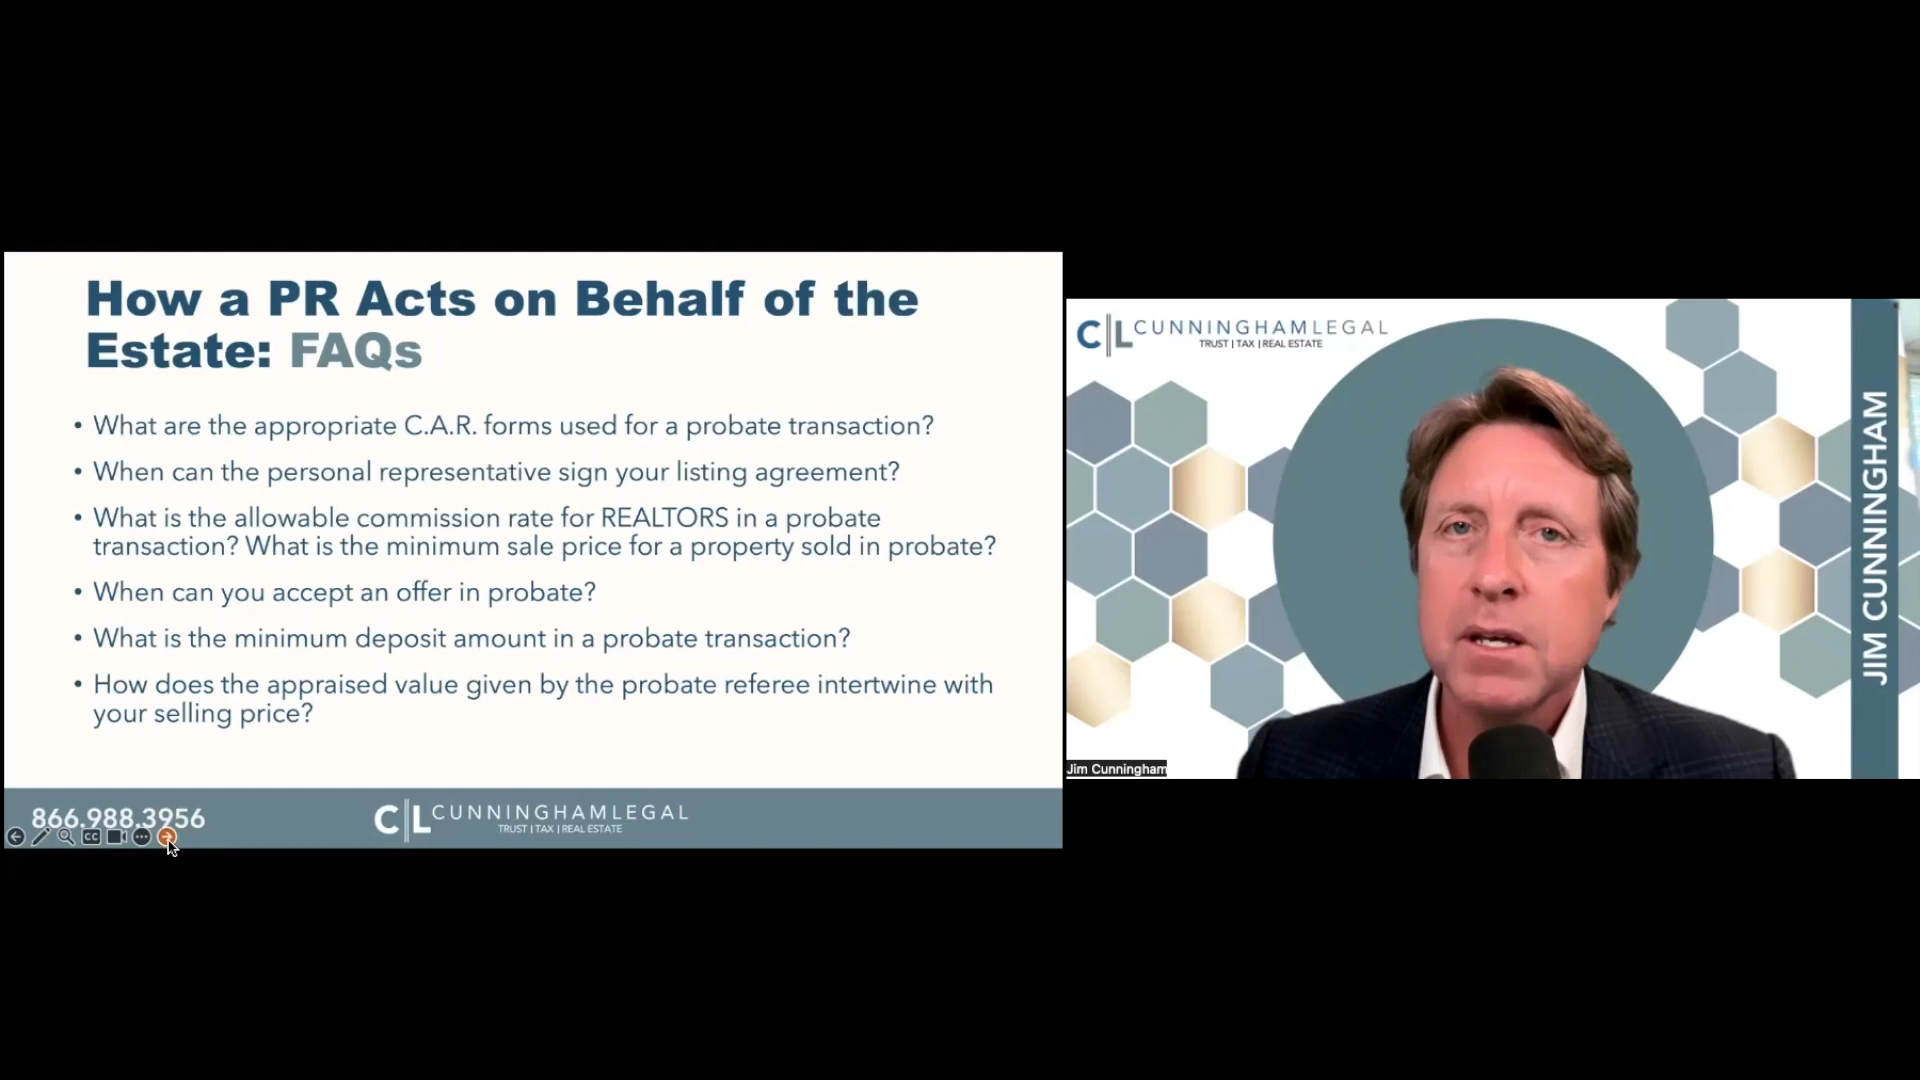 How a PR Acts on Behalf of the
Estate: FAQs
• What are the appropriate C.A.R. forms used for a probate transaction?
• When can the personal representative sign your listing agreement?
• What is the allowable commission rate for REALTORS in a probate
transaction? What is the minimum sale price for a property sold in probate?
• When can you accept an offer in probate?
• What is the minimum deposit amount in a probate transaction?
• How does the appraised value given by the probate referee intertwine with
your selling price?
866.988.3956
CC
CL CUNNINGHAMLEGAL
TRUST | TAX | REAL ESTATE
CL CUNNINGHAMLEGAL
TRUST | TAX | REAL ESTATE
JIM CUNNINGHAM
Jim Cunningham